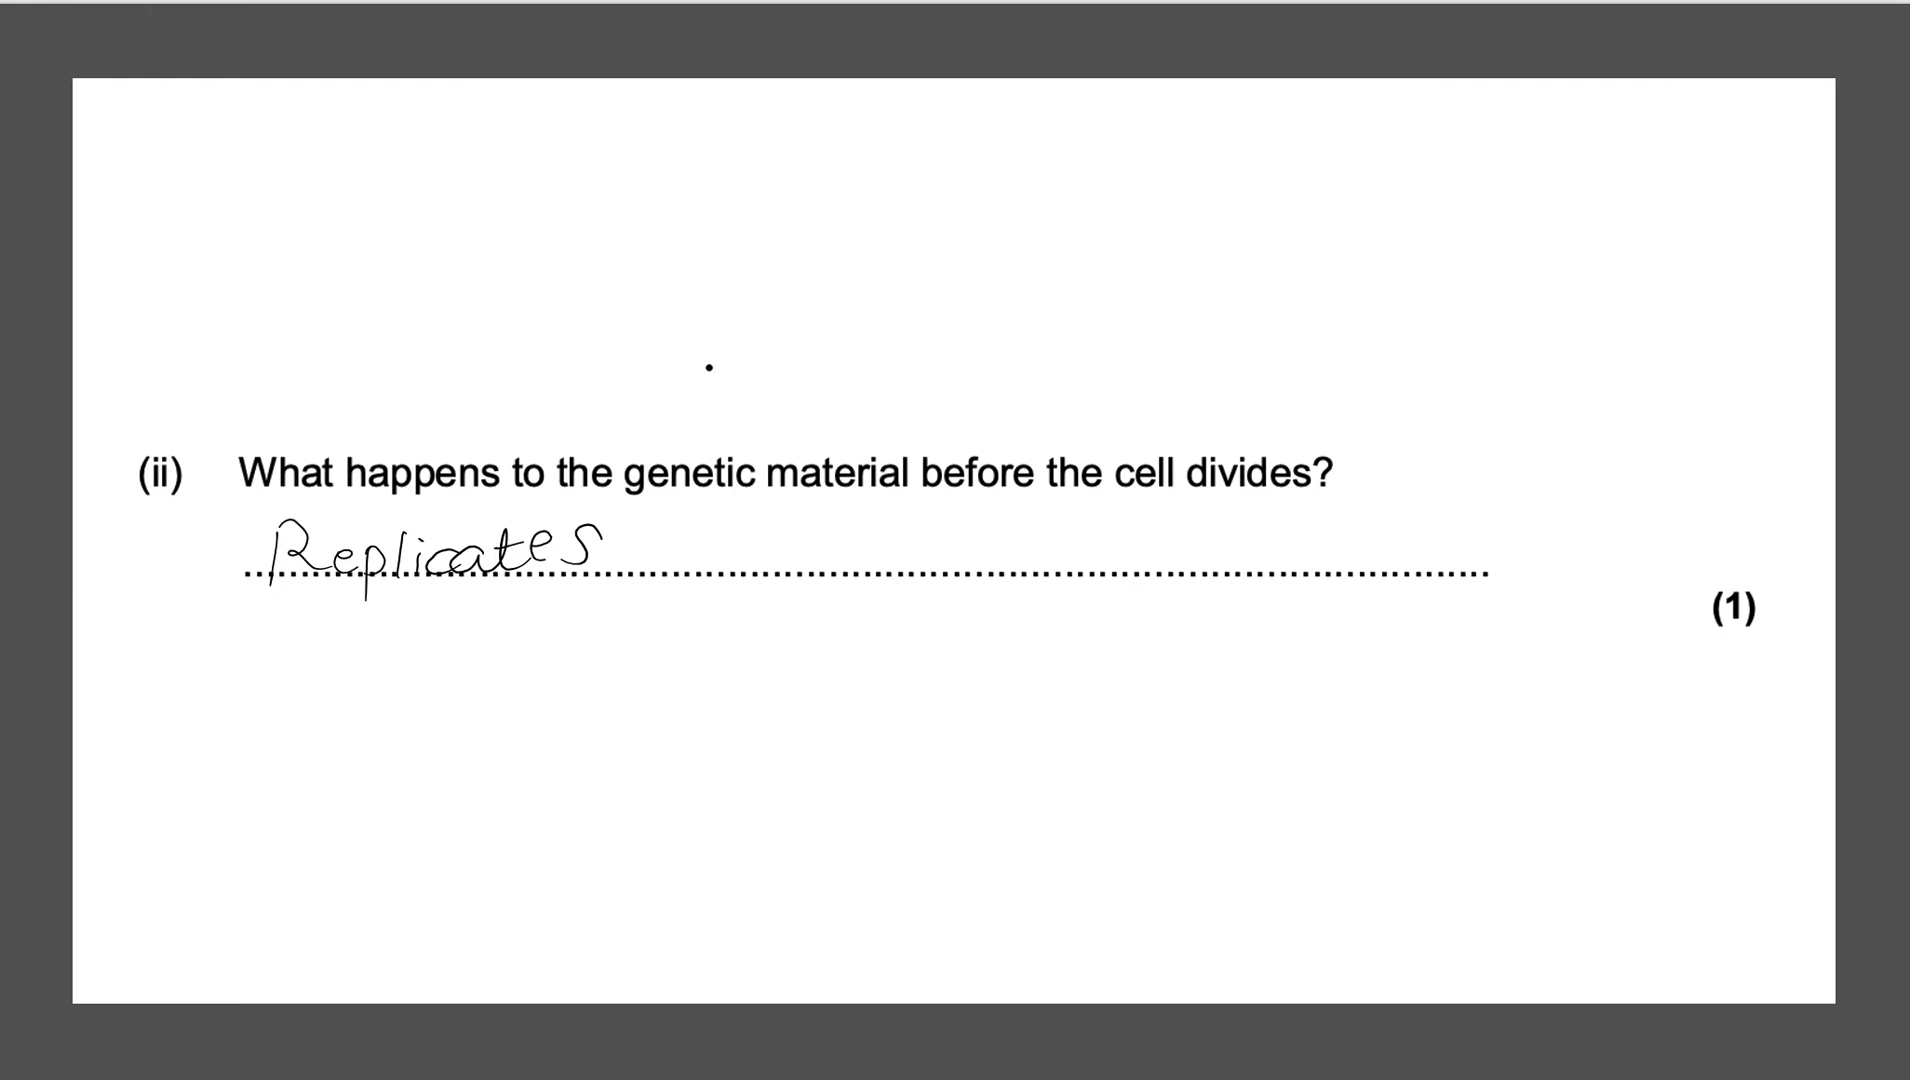 (ii) What happens to the genetic material before the cell divides?
Replicates
(1)